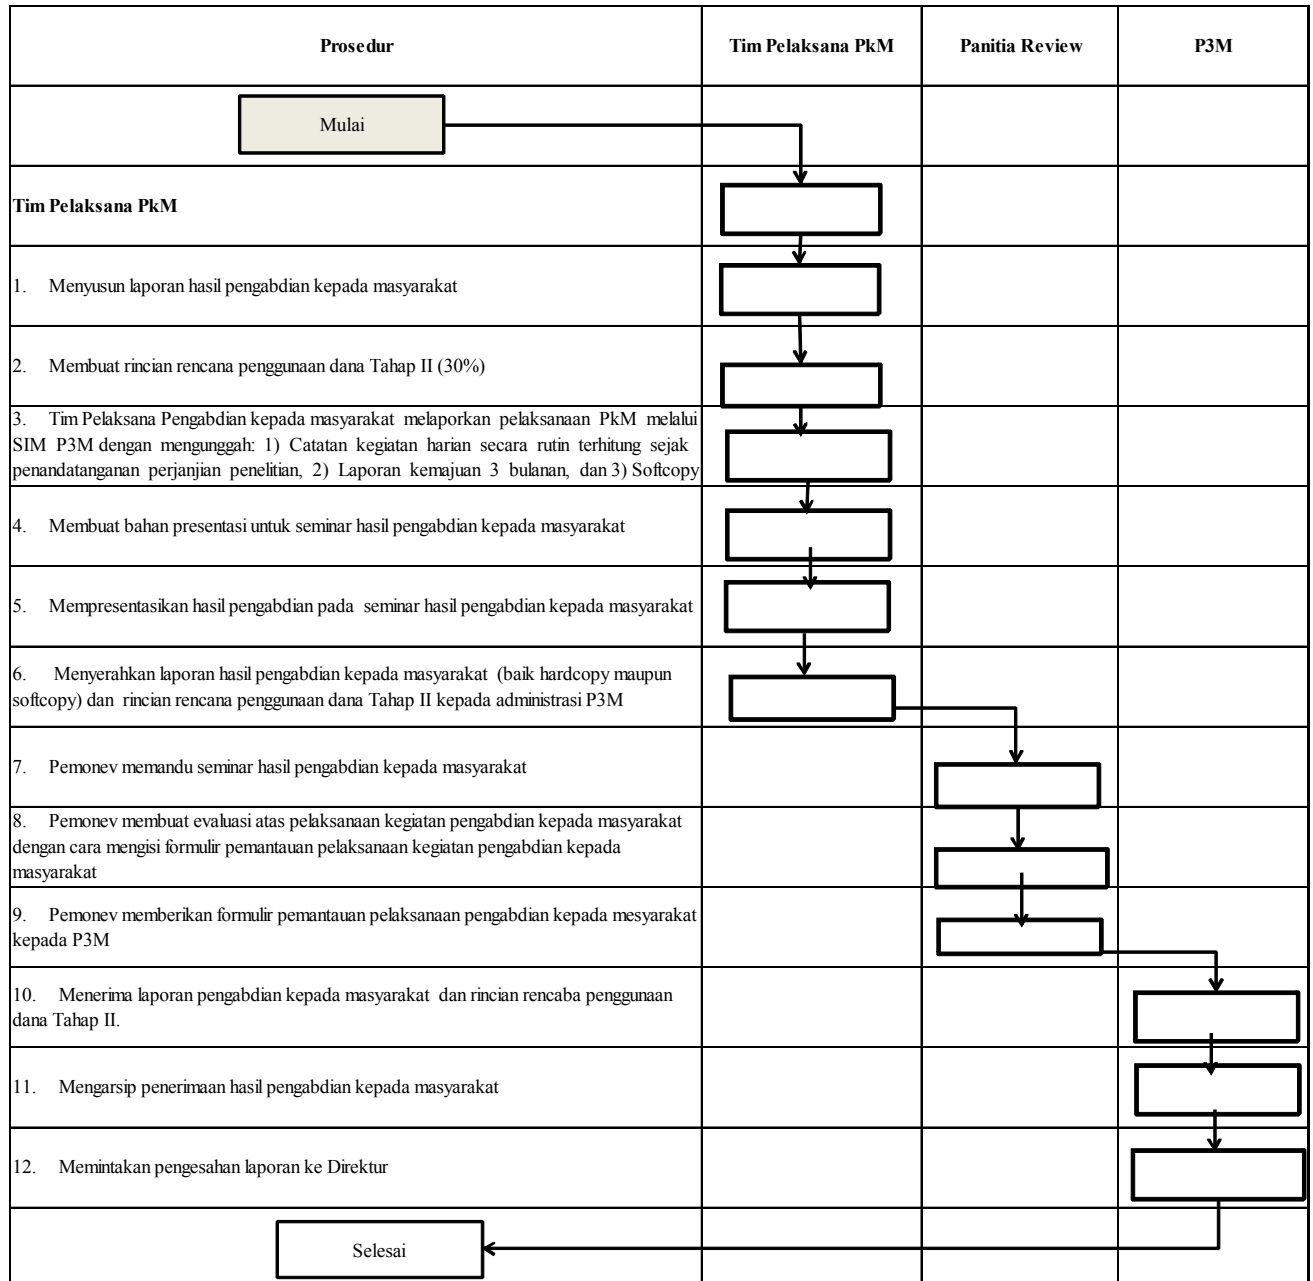 Prosedur
Tim Pelaksana PkM
Panitia Review
P3M
Mulai
Tim Pelaksana PkM
1. Menyusun laporan hasil pengabdian kepada masyarakat
2. Membuat rincian rencana penggunaan dana Tahap II (30%)
3. Tim Pelaksana Pengabdian kepada masyarakat melaporkan pelaksanaan PkM melalui
SIM P3M dengan mengunggah: 1) Catatan kegiatan harian secara rutin terhitung sejak
penandatanganan perjanjian penelitian, 2) Laporan kemajuan 3 bulanan, dan 3) Softcopy
4. Membuat bahan presentasi untuk seminar hasil pengabdian kepada masyarakat
5. Mempresentasikan hasil pengabdian pada seminar hasil pengabdian kepada masyarakat
6. Menyerahkan laporan hasil pengabdian kepada masyarakat (baik hardcopy maupun
softcopy) dan rincian rencana penggunaan dana Tahap II kepada administrasi P3M
7. Pemonev memandu seminar hasil pengabdian kepada masyarakat
8. Pemonev membuat evaluasi atas pelaksanaan kegiatan pengabdian kepada masyarakat
dengan cara mengisi formulir pemantauan pelaksanaan kegiatan pengabdian kepada
masyarakat
9. Pemonev memberikan formulir pemantauan pelaksanaan pengabdian kepada mesyarakat
kepada P3M
10. Menerima laporan pengabdian kepada masyarakat dan rincian rencaba penggunaan
dana Tahap II.
11. Mengarsip penerimaan hasil pengabdian kepada masyarakat
12. Memintakan pengesahan laporan ke Direktur
Selesai